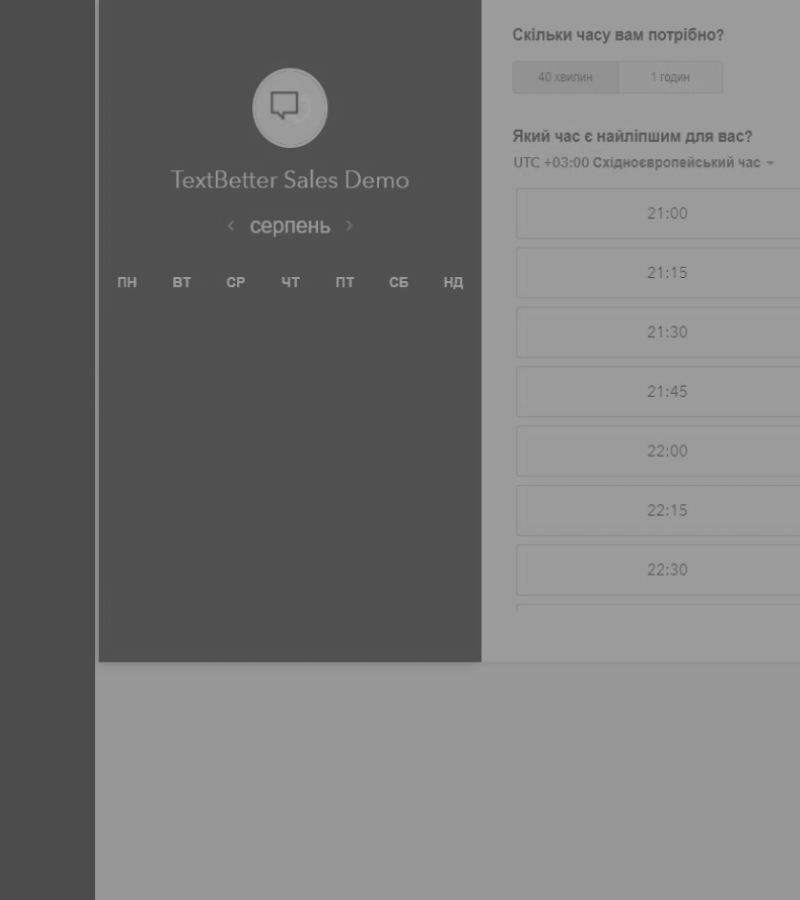 TextBetter Sales Demo
серпень
ПН ВТ СР ЧТ ПТ СБ НД
Скільки часу вам потрібно?
40 хвилин 1 годин
Який час є найліпшим для вас?
UTC +03:00 Східноєвропейський час
21:00
21:15
21:30
21:45
22:00
22:15
22:30